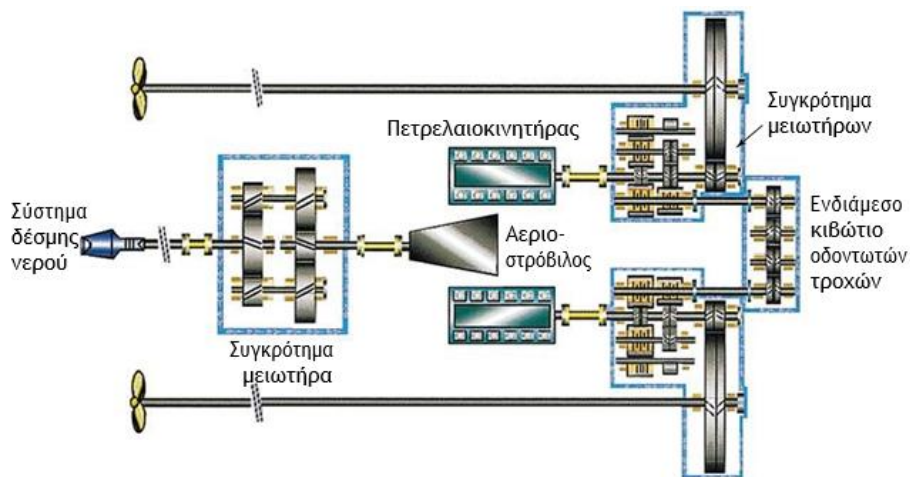 Πετρελαιοκινητήρας
Συγκρότημα
μειωτήρων
Σύστημα
δέσμης
νερού
Αεριο-
στρόβιλος
Ενδιάμεσο
κιβώτιο
οδοντωτών
τροχών
Συγκρότημα
μειωτήρα